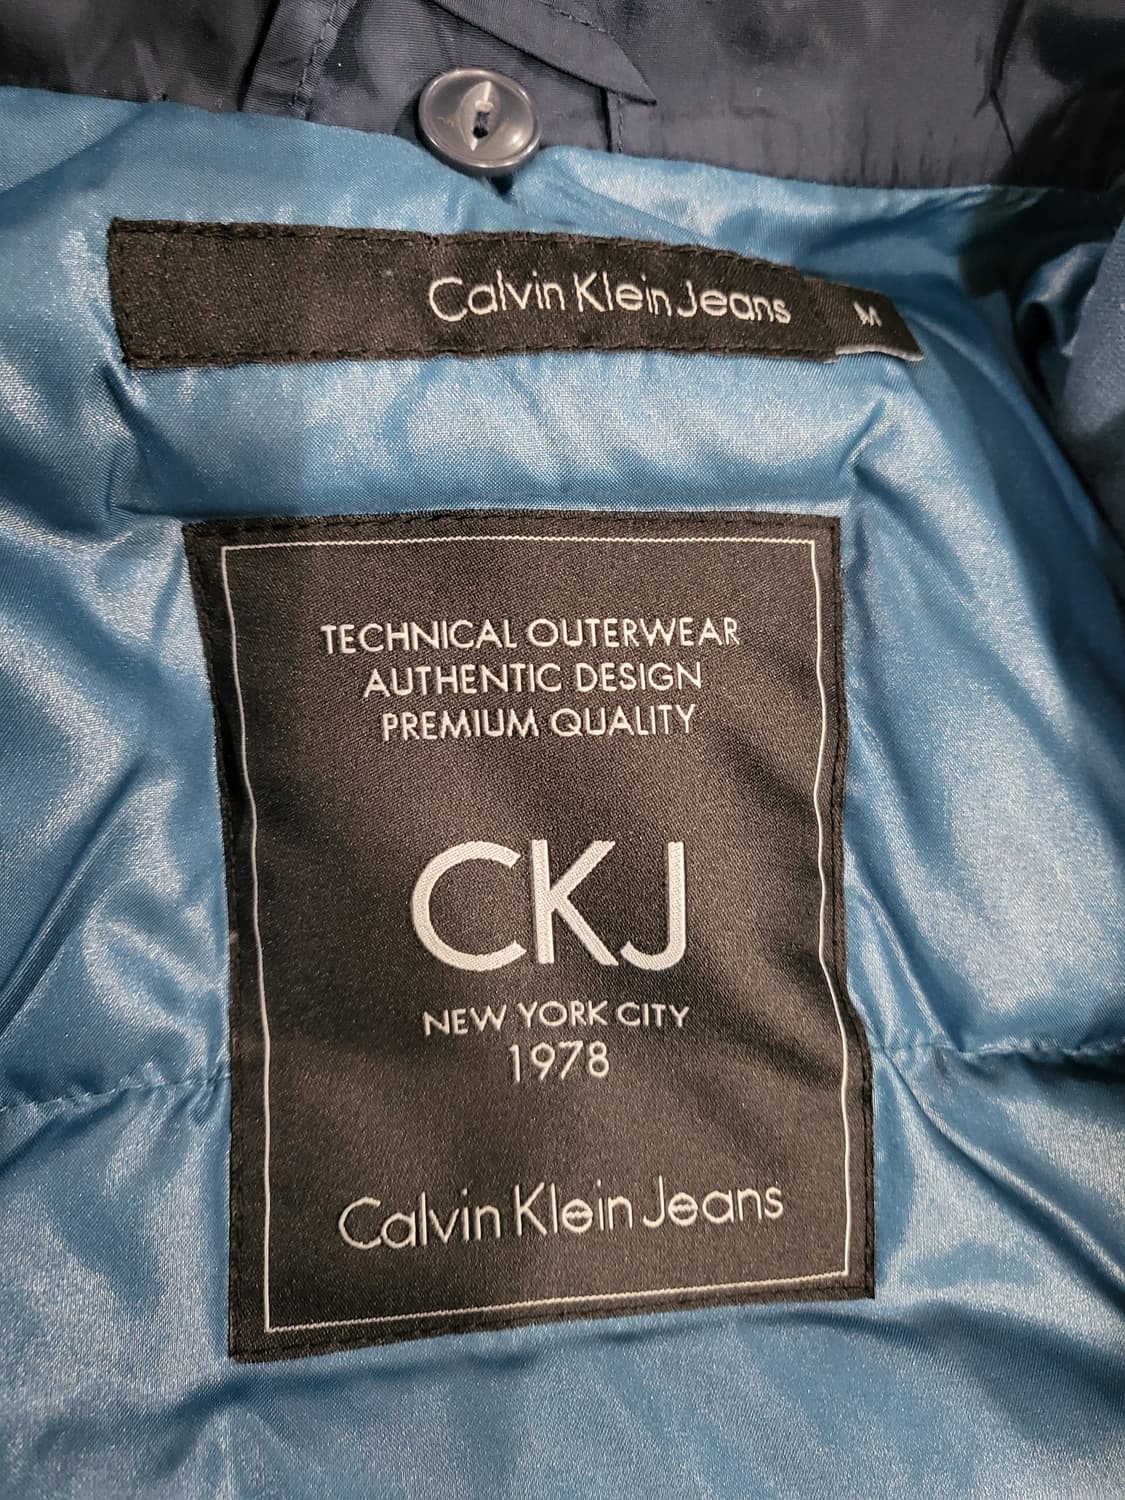 Calvin Klein Jeans M
TECHNICAL OUTERWEAR
AUTHENTIC DESIGN
PREMIUM QUALITY
CKJ
NEW YORK CITY
1978
Calvin Klein Jeans